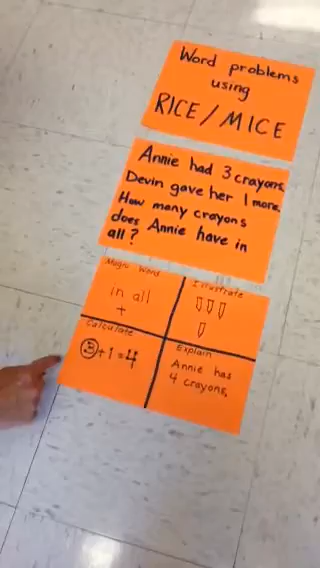 Word problems
using
RICE/MICE
Annie had 3 crayons.
Devin gave her 1 more.
How many crayons
does Annie have in
all?
Magic Word
in all
+
Illustrate
Calculate
3+1=4
Explain
Annie has
4 crayons.